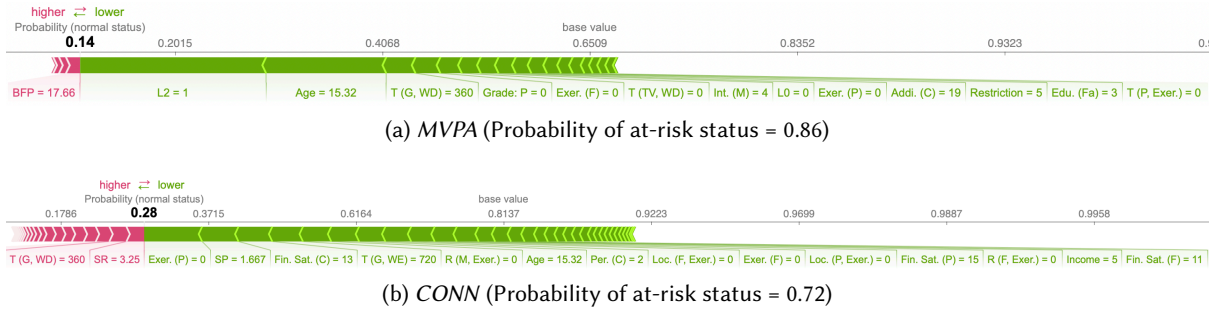 higher ⇄ lower
Probability (normal status) base value
0.14 0.2015 0.4068 0.6509 0.8352 0.9323
BFP = 17.66 L2 = 1 Age = 15.32 T (G, WD) = 360 Grade: P = 0 Exer. (F) = 0 T (TV, WD) = 0 Int. (M) = 4 L0 = 0 Exer. (P) = 0 Addi. (C) = 19 Restriction = 5 Edu. (Fa) = 3 T (P, Exer.) = 0
(a) MVPA (Probability of at-risk status = 0.86)
higher ⇄ lower
Probability (normal status) base value
0.1786 0.28 0.3715 0.6164 0.8137 0.9223 0.9699 0.9887 0.9958
T (G, WD) = 360 SR = 3.25 Exer. (P) = 0 SP = 1.667 Fin. Sat. (C) = 13 T (G, WE) = 720 R (M, Exer.) = 0 Age = 15.32 Per. (C) = 2 Loc. (F, Exer.) = 0 Exer. (F) = 0 Loc. (P, Exer.) = 0 Fin. Sat. (P) = 15 R (F, Exer.) = 0 Income = 5 Fin. Sat. (F) = 11
(b) CONN (Probability of at-risk status = 0.72)